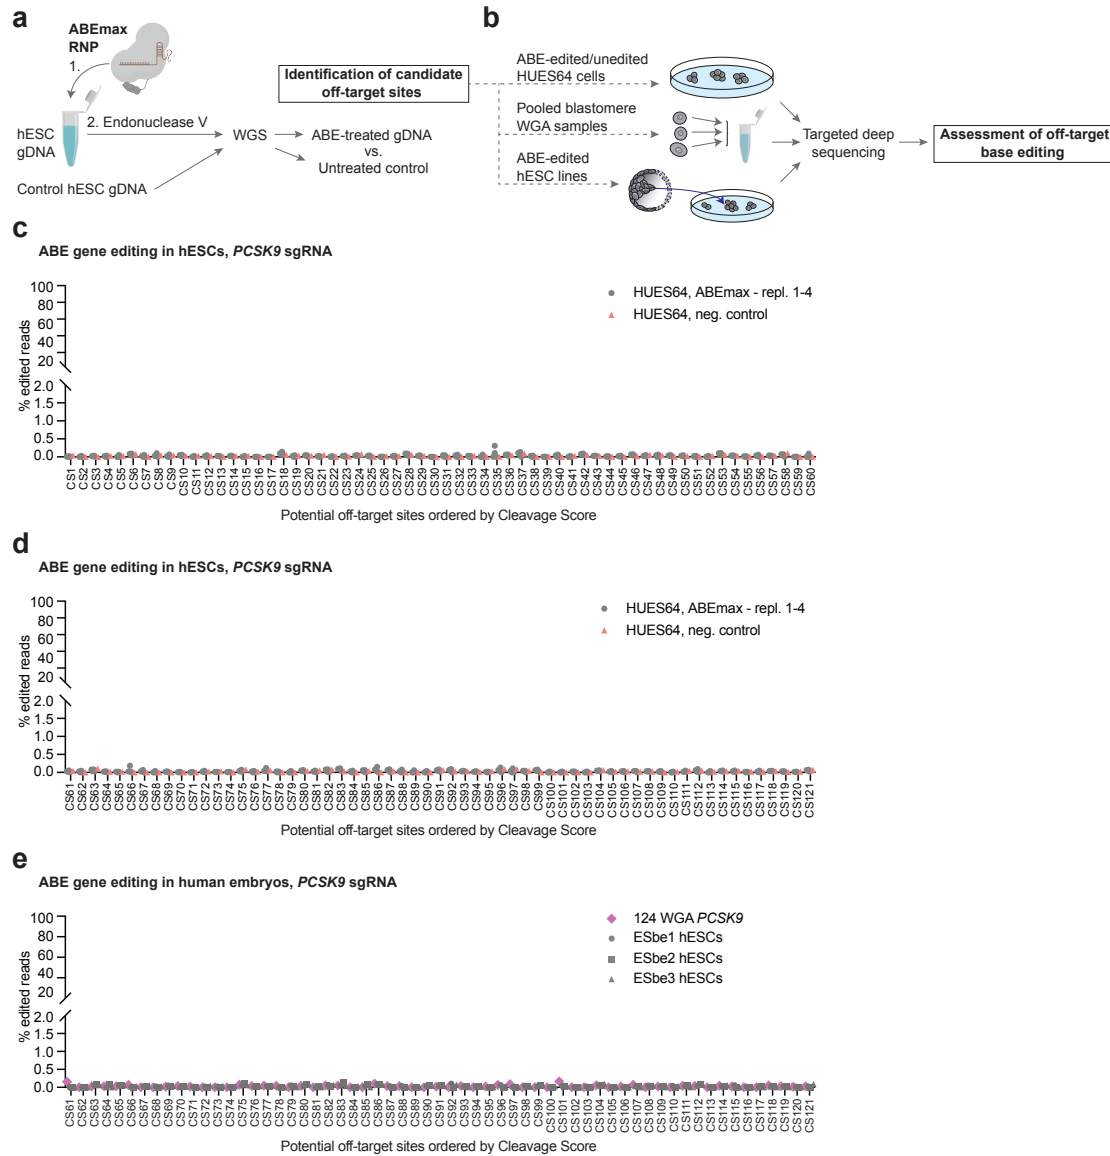 a
ABEmax
RNP
1.
2. Endonuclease V
hESC
gDNA
Control hESC gDNA
WGS
ABE-treated gDNA
vs.
Untreated control
Identification of candidate
off-target sites
b
ABE-edited/unedited
HUES64 cells
Pooled blastomere
WGA samples
ABE-edited
hESC lines
Targeted deep
sequencing
Assessment of off-target
base editing
c
ABE gene editing in hESCs, PCSK9 sgRNA
HUES64, ABEmax - repl. 1-4
HUES64, neg. control
% edited reads
100
80
60
40
20
2.0
1.5
1.0
0.5
0.0
CS1 CS2 CS3 CS4 CS5 CS6 CS7 CS8 CS9 CS10 CS11 CS12 CS13 CS14 CS15 CS16 CS17 CS18 CS19 CS20 CS21 CS22 CS23 CS24 CS25 CS26 CS27 CS28 CS29 CS30 CS31 CS32 CS33 CS34 CS35 CS36 CS37 CS38 CS39 CS40 CS41 CS42 CS43 CS44 CS45 CS46 CS47 CS48 CS49 CS50 CS51 CS52 CS53 CS54 CS55 CS56 CS57 CS58 CS59 CS60
Potential off-target sites ordered by Cleavage Score
d
ABE gene editing in hESCs, PCSK9 sgRNA
HUES64, ABEmax - repl. 1-4
HUES64, neg. control
% edited reads
100
80
60
40
20
2.0
1.5
1.0
0.5
0.0
CS61 CS62 CS63 CS64 CS65 CS66 CS67 CS68 CS69 CS70 CS71 CS72 CS73 CS74 CS75 CS76 CS77 CS78 CS79 CS80 CS81 CS82 CS83 CS84 CS85 CS86 CS87 CS88 CS89 CS90 CS91 CS92 CS93 CS94 CS95 CS96 CS97 CS98 CS99 CS100 CS101 CS102 CS103 CS104 CS105 CS106 CS107 CS108 CS109 CS110 CS111 CS112 CS113 CS114 CS115 CS116 CS117 CS118 CS119 CS120 CS121
Potential off-target sites ordered by Cleavage Score
e
ABE gene editing in human embryos, PCSK9 sgRNA
124 WGA PCSK9
ESbe1 hESCs
ESbe2 hESCs
ESbe3 hESCs
% edited reads
100
80
60
40
20
2.0
1.5
1.0
0.5
0.0
CS61 CS62 CS63 CS64 CS65 CS66 CS67 CS68 CS69 CS70 CS71 CS72 CS73 CS74 CS75 CS76 CS77 CS78 CS79 CS80 CS81 CS82 CS83 CS84 CS85 CS86 CS87 CS88 CS89 CS90 CS91 CS92 CS93 CS94 CS95 CS96 CS97 CS98 CS99 CS100 CS101 CS102 CS103 CS104 CS105 CS106 CS107 CS108 CS109 CS110 CS111 CS112 CS113 CS114 CS115 CS116 CS117 CS118 CS119 CS120 CS121
Potential off-target sites ordered by Cleavage Score